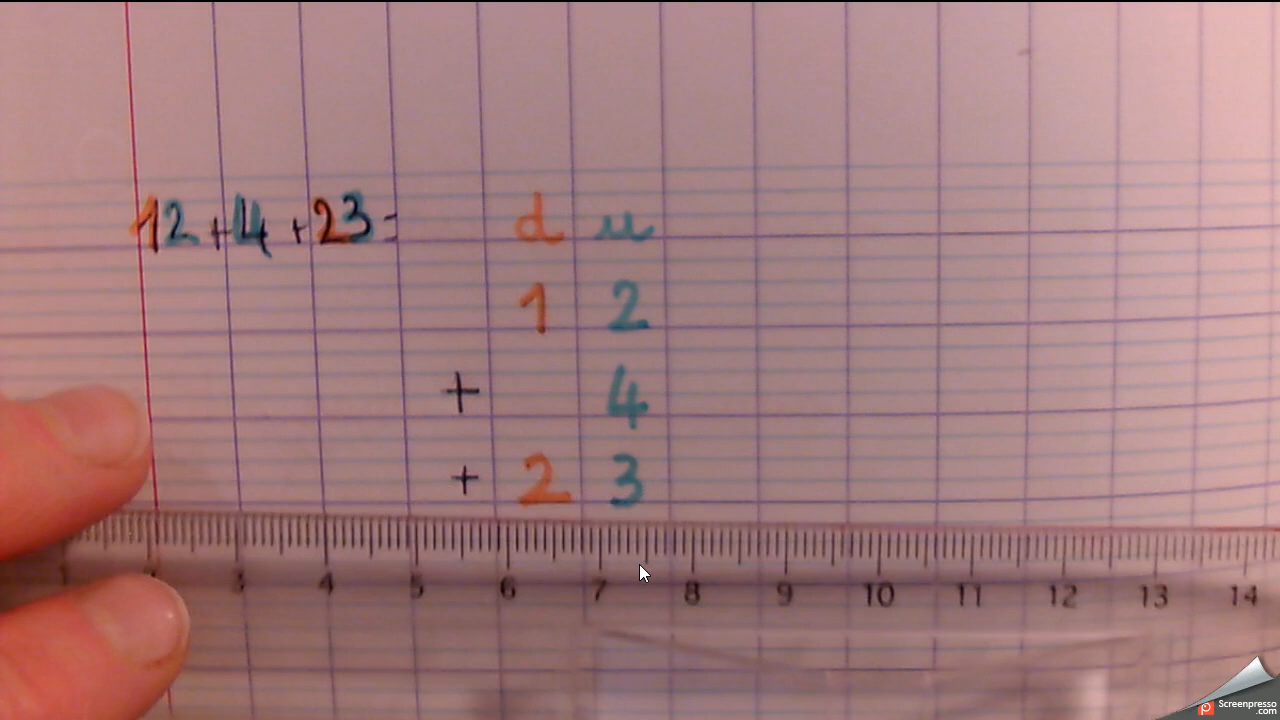 12+4+23=
d u
1 2
+ 4
+ 2 3
1 2 3 4 5 6 7 8 9 10 11 12 13 14
Screenpresso
.com